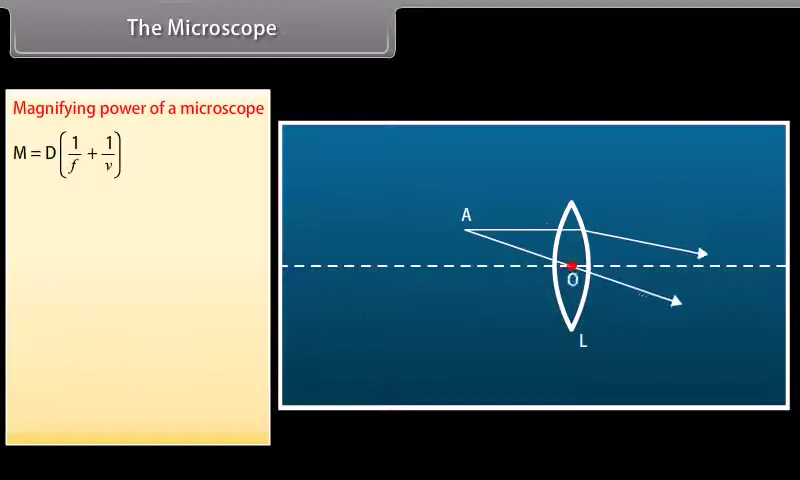 The Microscope
Magnifying power of a microscope
M = D(1/f + 1/v)
A
O
L